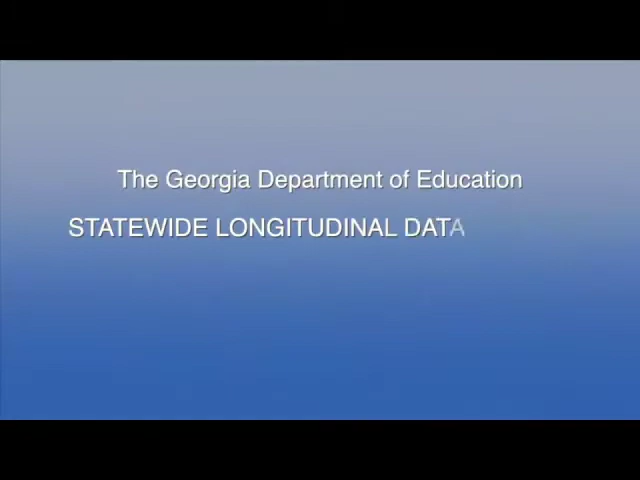 The Georgia Department of Education
STATEWIDE LONGITUDINAL DATA